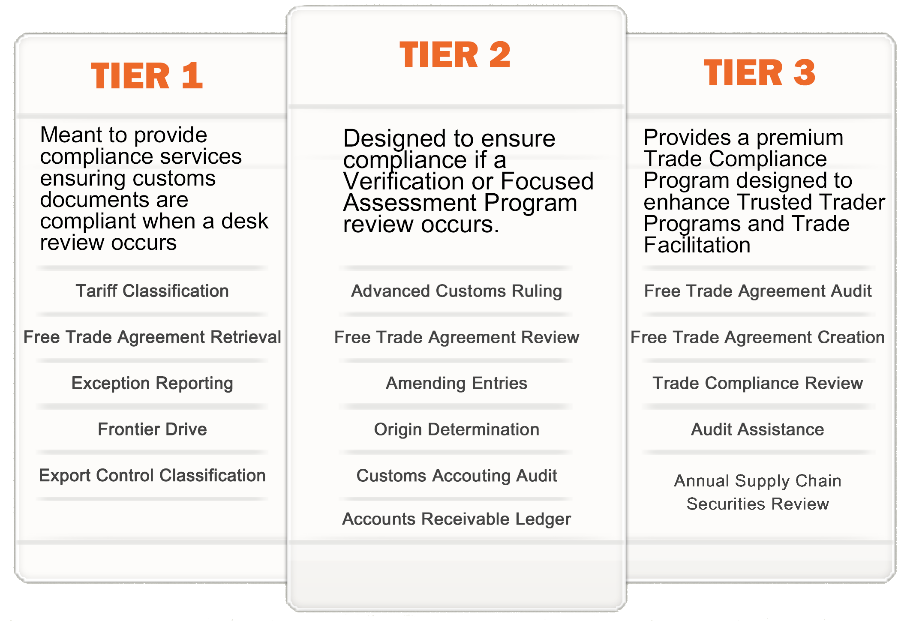 TIER 1
Meant to provide
compliance services
ensuring customs
documents are
compliant when a desk
review occurs
Tariff Classification
Free Trade Agreement Retrieval
Exception Reporting
Frontier Drive
Export Control Classification
TIER 2
Designed to ensure
compliance if a
Verification or Focused
Assessment Program
review occurs.
Advanced Customs Ruling
Free Trade Agreement Review
Amending Entries
Origin Determination
Customs Accouting Audit
Accounts Receivable Ledger
TIER 3
Provides a premium
Trade Compliance
Program designed to
enhance Trusted Trader
Programs and Trade
Facilitation
Free Trade Agreement Audit
Free Trade Agreement Creation
Trade Compliance Review
Audit Assistance
Annual Supply Chain
Securities Review